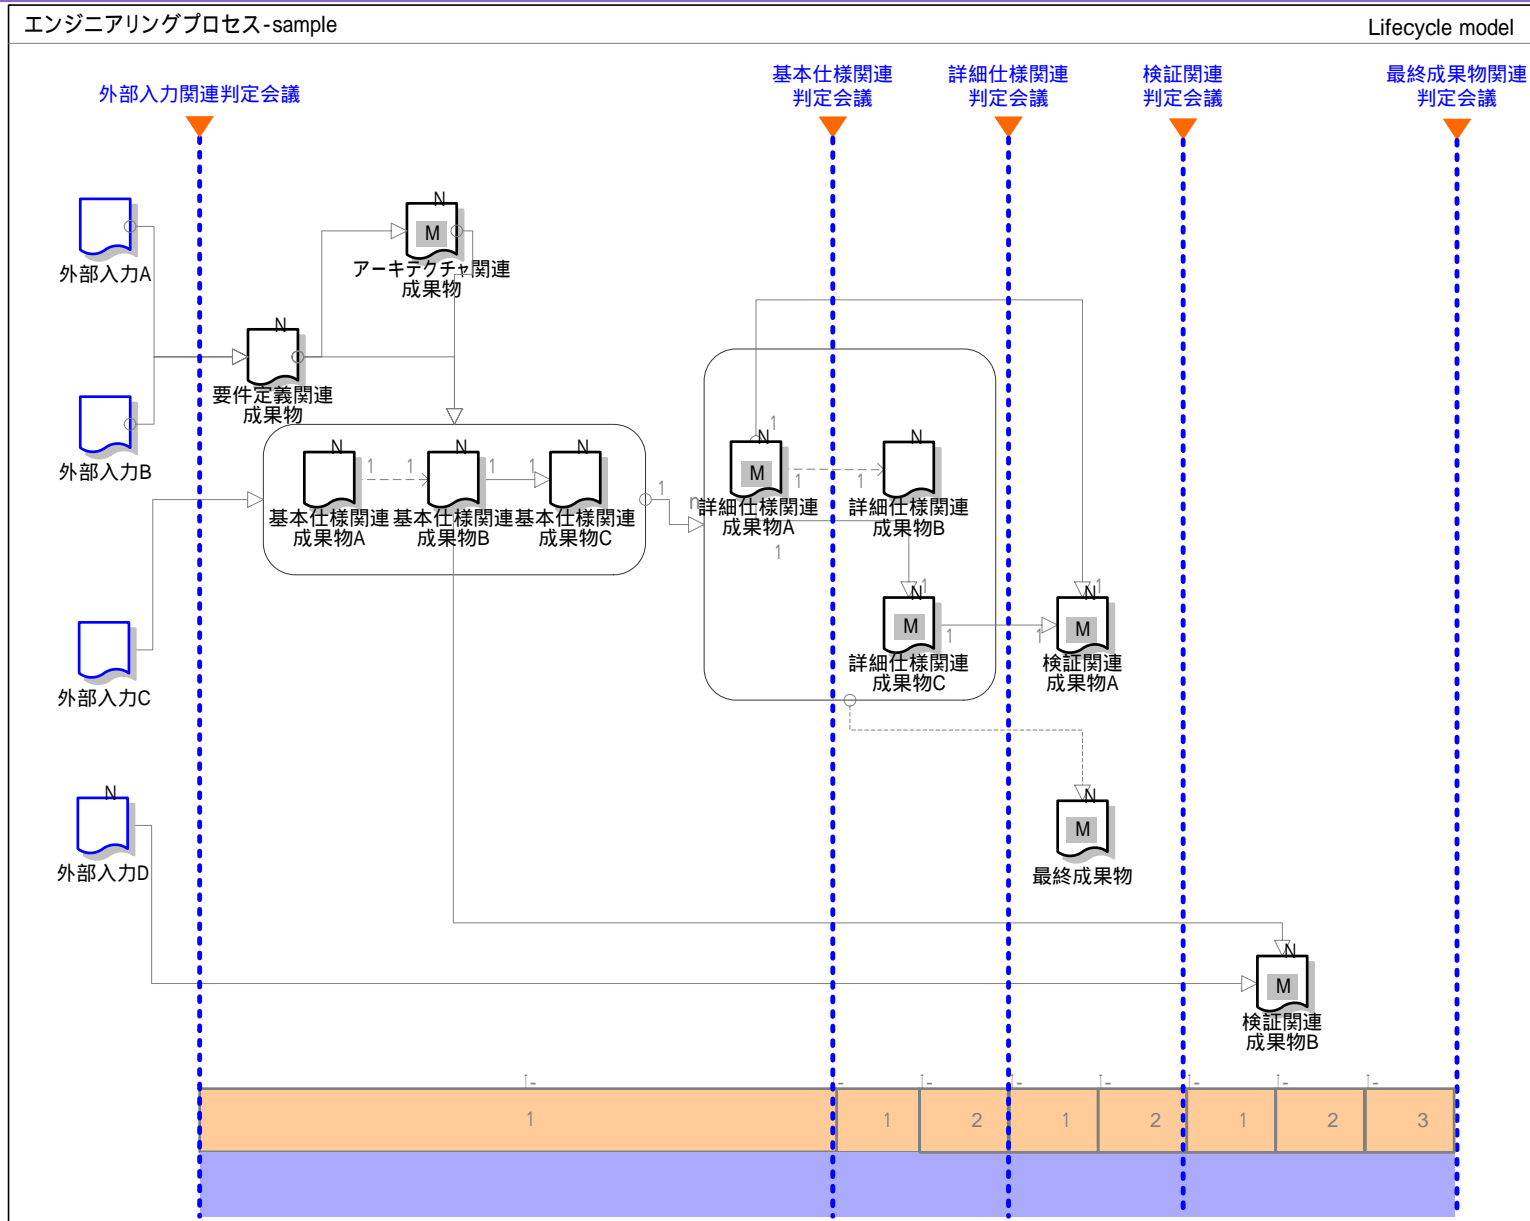 エンジニアリングプロセス-sample
Lifecycle model
外部入力関連判定会議
基本仕様関連
判定会議
詳細仕様関連
判定会議
検証関連
判定会議
最終成果物関連
判定会議
外部入力A
N
M
アーキテクチャ関連
成果物
N
要件定義関連
成果物
外部入力B
N
1
1
N
1
1
N
基本仕様関連
成果物A
基本仕様関連
成果物B
基本仕様関連
成果物C
1
n
1
N
M
1
1
N
詳細仕様関連
成果物A
詳細仕様関連
成果物B
1
N
1
M
詳細仕様関連
成果物C
1
1
N
1
M
検証関連
成果物A
外部入力C
N
外部入力D
N
M
最終成果物
N
M
検証関連
成果物B
1
1
2
1
2
1
2
3